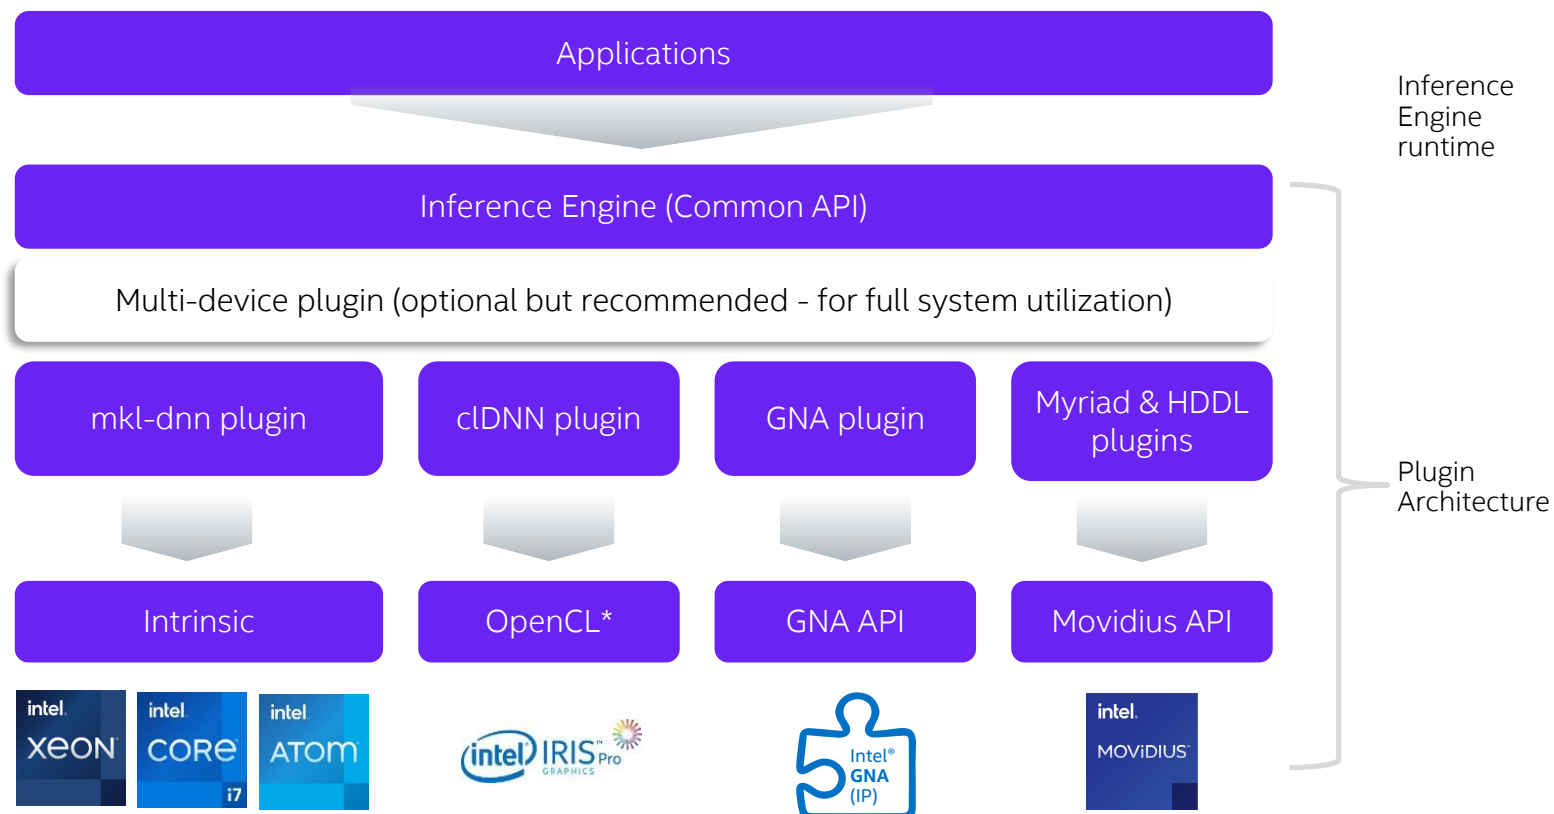 Applications
Inference
Engine
runtime
Inference Engine (Common API)
Multi-device plugin (optional but recommended - for full system utilization)
mkl-dnn plugin
clDNN plugin
GNA plugin
Myriad & HDDL
plugins
Plugin
Architecture
Intrinsic
OpenCL*
GNA API
Movidius API
intel.
XEON
intel.
CORE
i7
intel.
ATOM
intel IRIS™ Pro
GRAPHICS
Intel®
GNA
(IP)
intel.
MOVIDIUS™